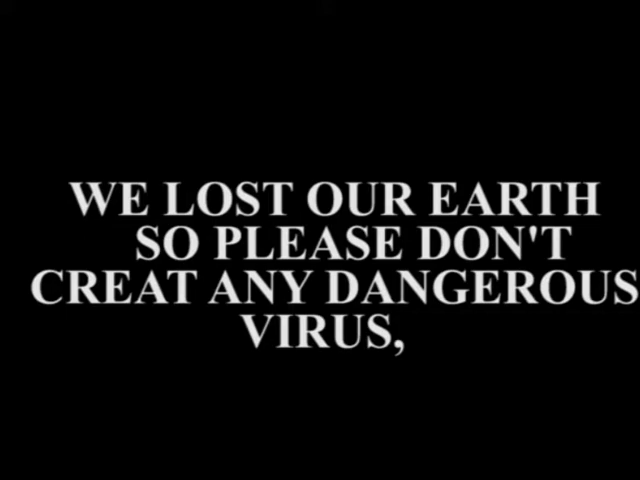 WE LOST OUR EARTH
SO PLEASE DON'T
CREAT ANY DANGEROUS
VIRUS,